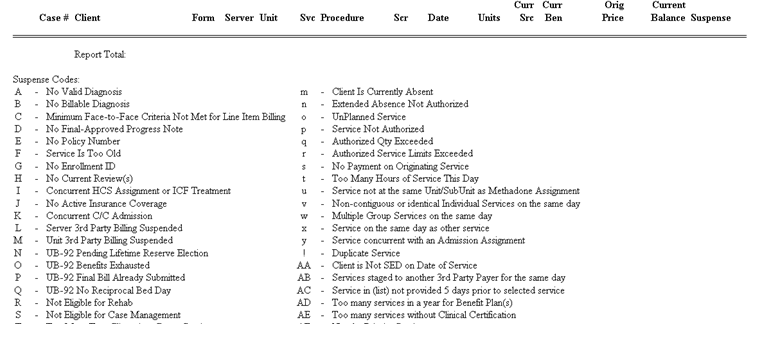 Curr Curr Orig Current
Case # Client Form Server Unit Svc Procedure Scr Date Units Src Ben Price Balance Suspense
Report Total:
Suspense Codes:
A - No Valid Diagnosis m - Client Is Currently Absent
B - No Billable Diagnosis n - Extended Absence Not Authorized
C - Minimum Face-to-Face Criteria Not Met for Line Item Billing o - UnPlanned Service
D - No Final-Approved Progress Note p - Service Not Authorized
E - No Policy Number q - Authorized Qty Exceeded
F - Service Is Too Old r - Authorized Service Limits Exceeded
G - No Enrollment ID s - No Payment on Originating Service
H - No Current Review(s) t - Too Many Hours of Service This Day
I - Concurrent HCS Assignment or ICF Treatment u - Service not at the same Unit/SubUnit as Methadone Assignment
J - No Active Insurance Coverage v - Non-contiguous or identical Individual Services on the same day
K - Concurrent C/C Admission w - Multiple Group Services on the same day
L - Server 3rd Party Billing Suspended x - Service on the same day as other service
M - Unit 3rd Party Billing Suspended y - Service concurrent with an Admission Assignment
N - UB-92 Pending Lifetime Reserve Election ! - Duplicate Service
O - UB-92 Benefits Exhausted AA - Client is Not SED on Date of Service
P - UB-92 Final Bill Already Submitted AB - Services staged to another 3rd Party Payer for the same day
Q - UB-92 No Reciprocal Bed Day AC - Service in (list) not provided 5 days prior to selected service
R - Not Eligible for Rehab AD - Too many services in a year for Benefit Plan(s)
S - Not Eligible for Case Management AE - Too many services without Clinical Certification